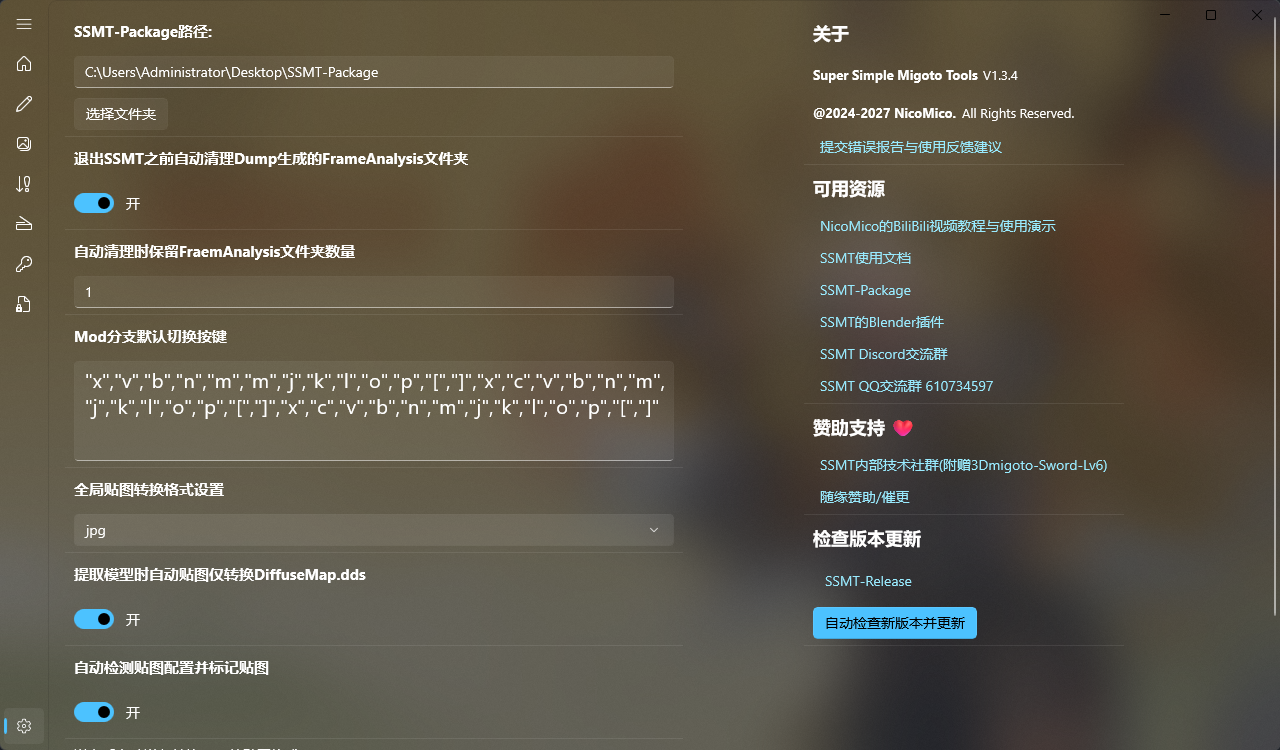 SSMT-Package路径:
C:\Users\Administrator\Desktop\SSMT-Package
选择文件夹
退出SSMT之前自动清理Dump生成的FrameAnalysis文件夹
开
自动清理时保留FraemAnalysis文件夹数量
1
Mod分支默认切换按键
"x","v","b","n","m","m","j","k","l","o","p","[","]","x","c","v","b","n","m",
"j","k","l","o","p","[","]","x","c","v","b","n","m","j","k","l","o","p","[","]"
全局贴图转换格式设置
jpg
提取模型时自动贴图仅转换DiffuseMap.dds
开
自动检测贴图配置并标记贴图
开
关于
Super Simple Migoto Tools V1.3.4
@2024-2027 NicoMico. All Rights Reserved.
提交错误报告与使用反馈建议
可用资源
NicoMico的BiliBili视频教程与使用演示
SSMT使用文档
SSMT-Package
SSMT的Blender插件
SSMT Discord交流群
SSMT QQ交流群 610734597
赞助支持
SSMT内部技术社群(附赠3Dmigoto-Sword-Lv6)
随缘赞助/催更
检查版本更新
SSMT-Release
自动检查新版本并更新